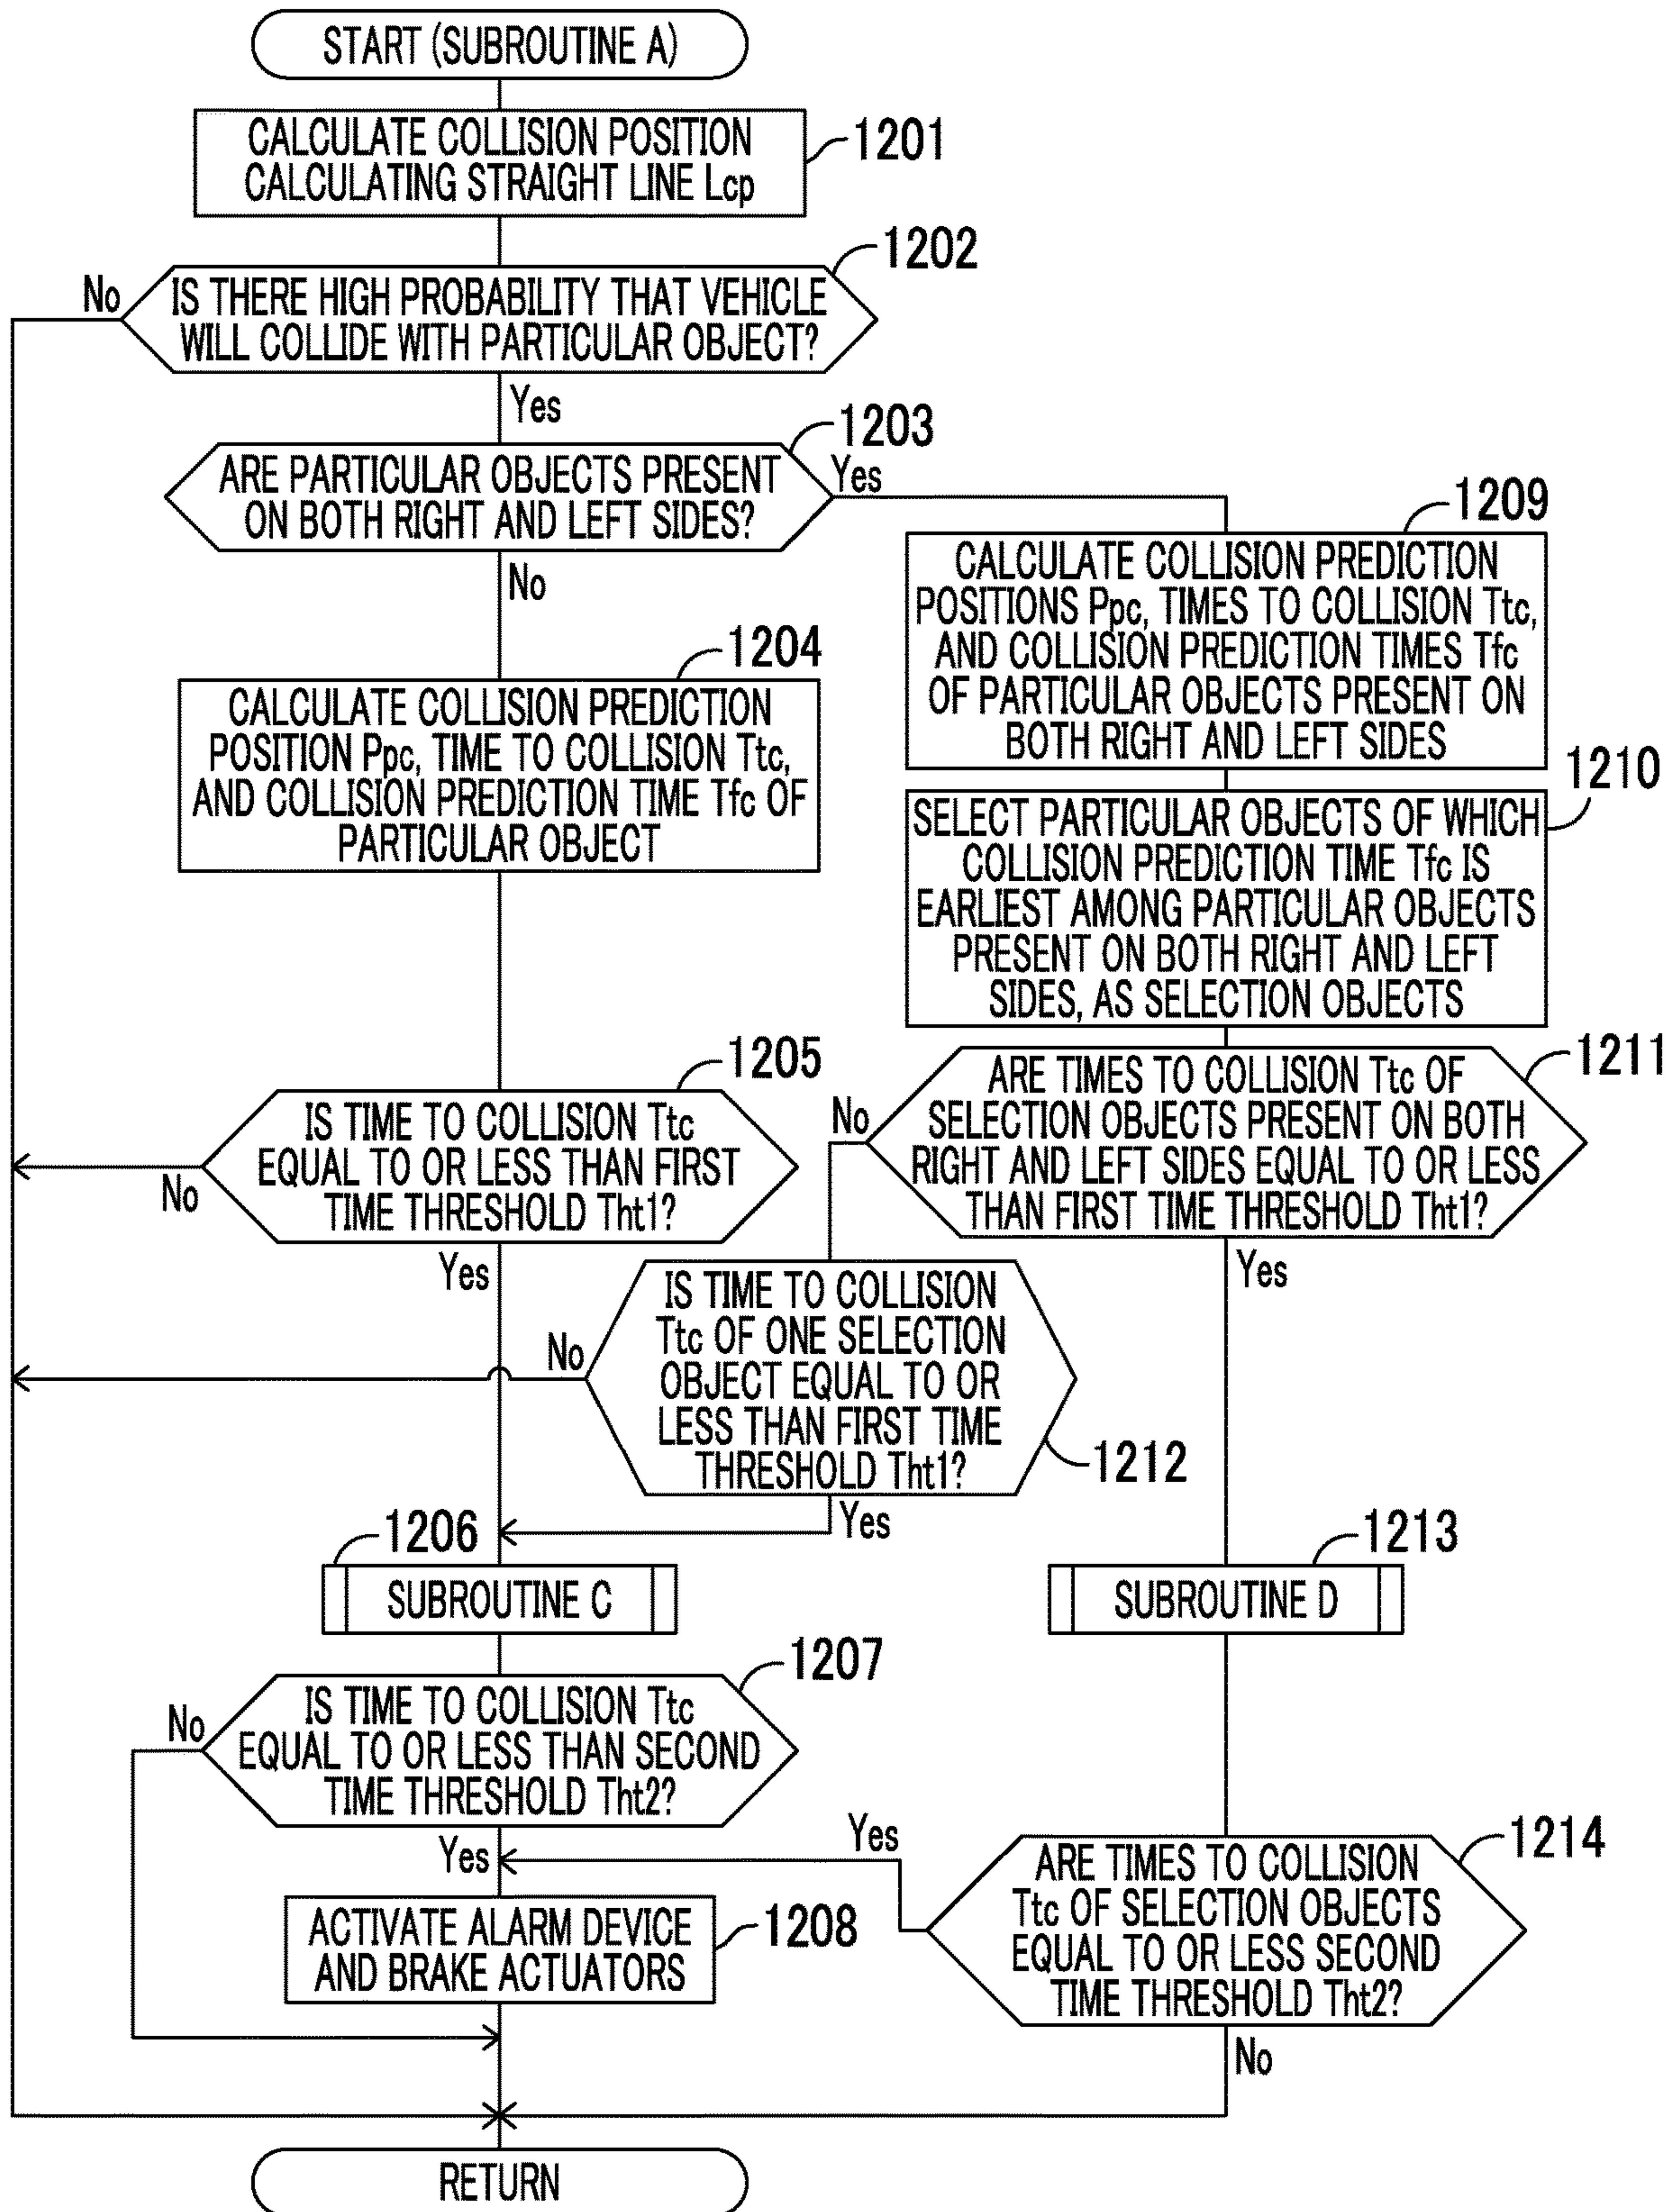 START (SUBROUTINE A)
CALCULATE COLLISION POSITION
CALCULATING STRAIGHT LINE Lcp
1201
1202
No
IS THERE HIGH PROBABILITY THAT VEHICLE
WILL COLLIDE WITH PARTICULAR OBJECT?
Yes
1203
ARE PARTICULAR OBJECTS PRESENT
ON BOTH RIGHT AND LEFT SIDES?
Yes
No
1204
CALCULATE COLLISION PREDICTION
POSITION Ppc, TIME TO COLLISION Ttc,
AND COLLISION PREDICTION TIME Tfc OF
PARTICULAR OBJECT
1209
CALCULATE COLLISION PREDICTION
POSITIONS Ppc, TIMES TO COLLISION Ttc,
AND COLLISION PREDICTION TIMES Tfc
OF PARTICULAR OBJECTS PRESENT ON
BOTH RIGHT AND LEFT SIDES
1210
SELECT PARTICULAR OBJECTS OF WHICH
COLLISION PREDICTION TIME Tfc IS
EARLIEST AMONG PARTICULAR OBJECTS
PRESENT ON BOTH RIGHT AND LEFT
SIDES, AS SELECTION OBJECTS
1205
IS TIME TO COLLISION Ttc
EQUAL TO OR LESS THAN FIRST
TIME THRESHOLD Tht1?
No
Yes
1211
No
ARE TIMES TO COLLISION Ttc OF
SELECTION OBJECTS PRESENT ON BOTH
RIGHT AND LEFT SIDES EQUAL TO OR LESS
THAN FIRST TIME THRESHOLD Tht1?
Yes
No
IS TIME TO COLLISION
Ttc OF ONE SELECTION
OBJECT EQUAL TO OR
LESS THAN FIRST TIME
THRESHOLD Tht1?
1212
Yes
1206
SUBROUTINE C
1213
SUBROUTINE D
1207
No
IS TIME TO COLLISION Ttc
EQUAL TO OR LESS THAN SECOND
TIME THRESHOLD Tht2?
Yes
Yes
1214
ARE TIMES TO COLLISION
Ttc OF SELECTION OBJECTS
EQUAL TO OR LESS SECOND
TIME THRESHOLD Tht2?
No
ACTIVATE ALARM DEVICE
AND BRAKE ACTUATORS
1208
RETURN